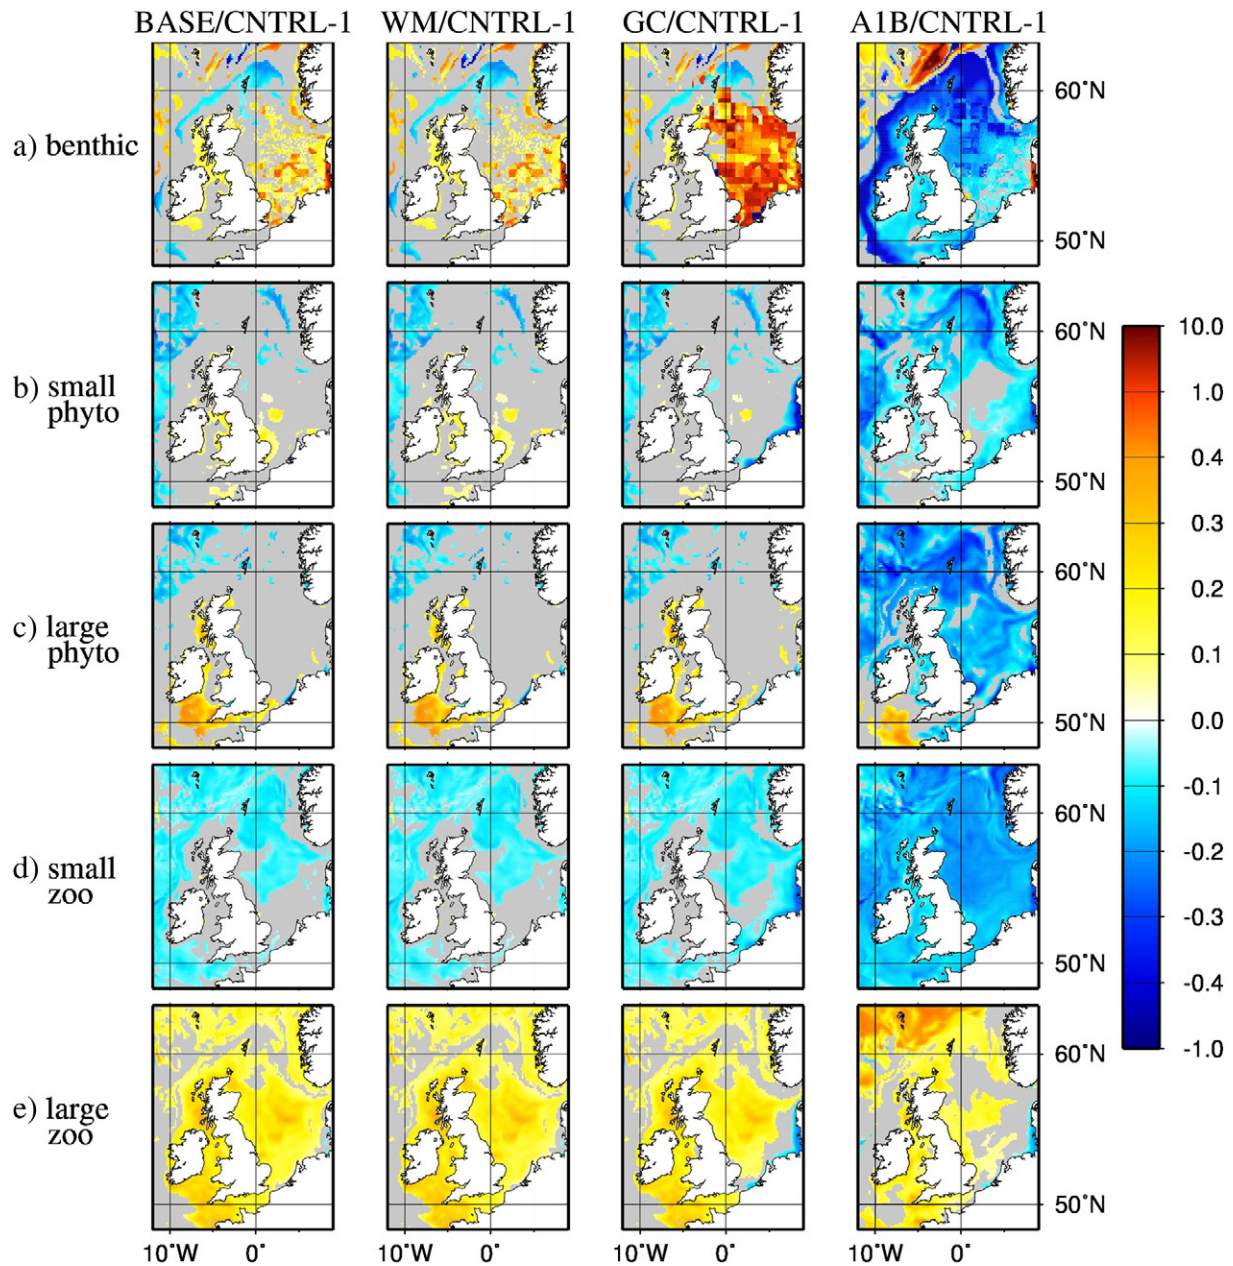 BASE/CNTRL-1 WM/CNTRL-1 GC/CNTRL-1 A1B/CNTRL-1
a) benthic
60°N
50°N
b) small
phyto
60°N
50°N
c) large
phyto
60°N
50°N
d) small
zoo
60°N
50°N
e) large
zoo
60°N
50°N
10°W 0° 10°W 0° 10°W 0° 10°W 0°
10.0
1.0
0.4
0.3
0.2
0.1
0.0
-0.1
-0.2
-0.3
-0.4
-1.0